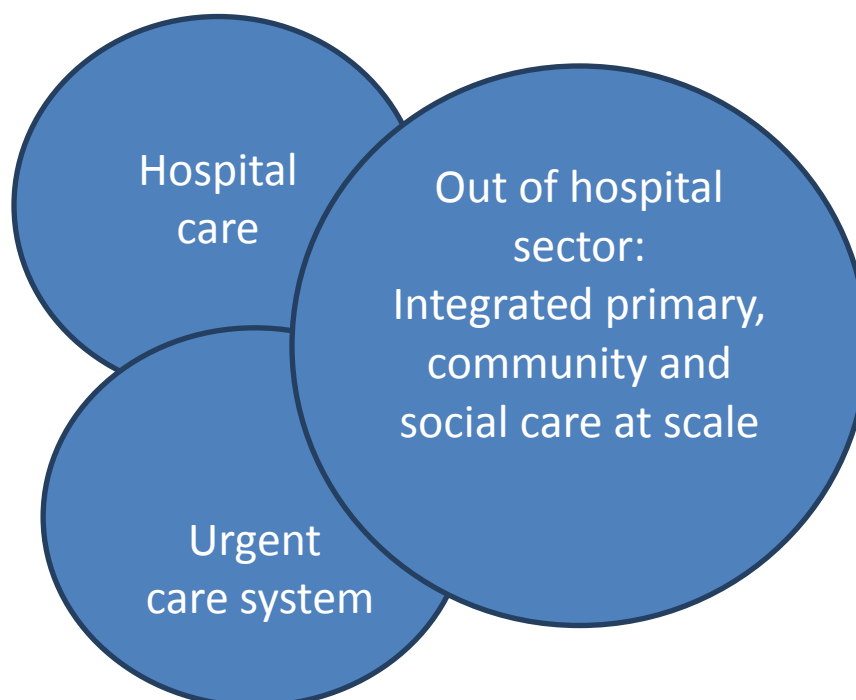 Hospital
care
Out of hospital
sector:
Integrated primary,
community and
social care at scale
Urgent
care system